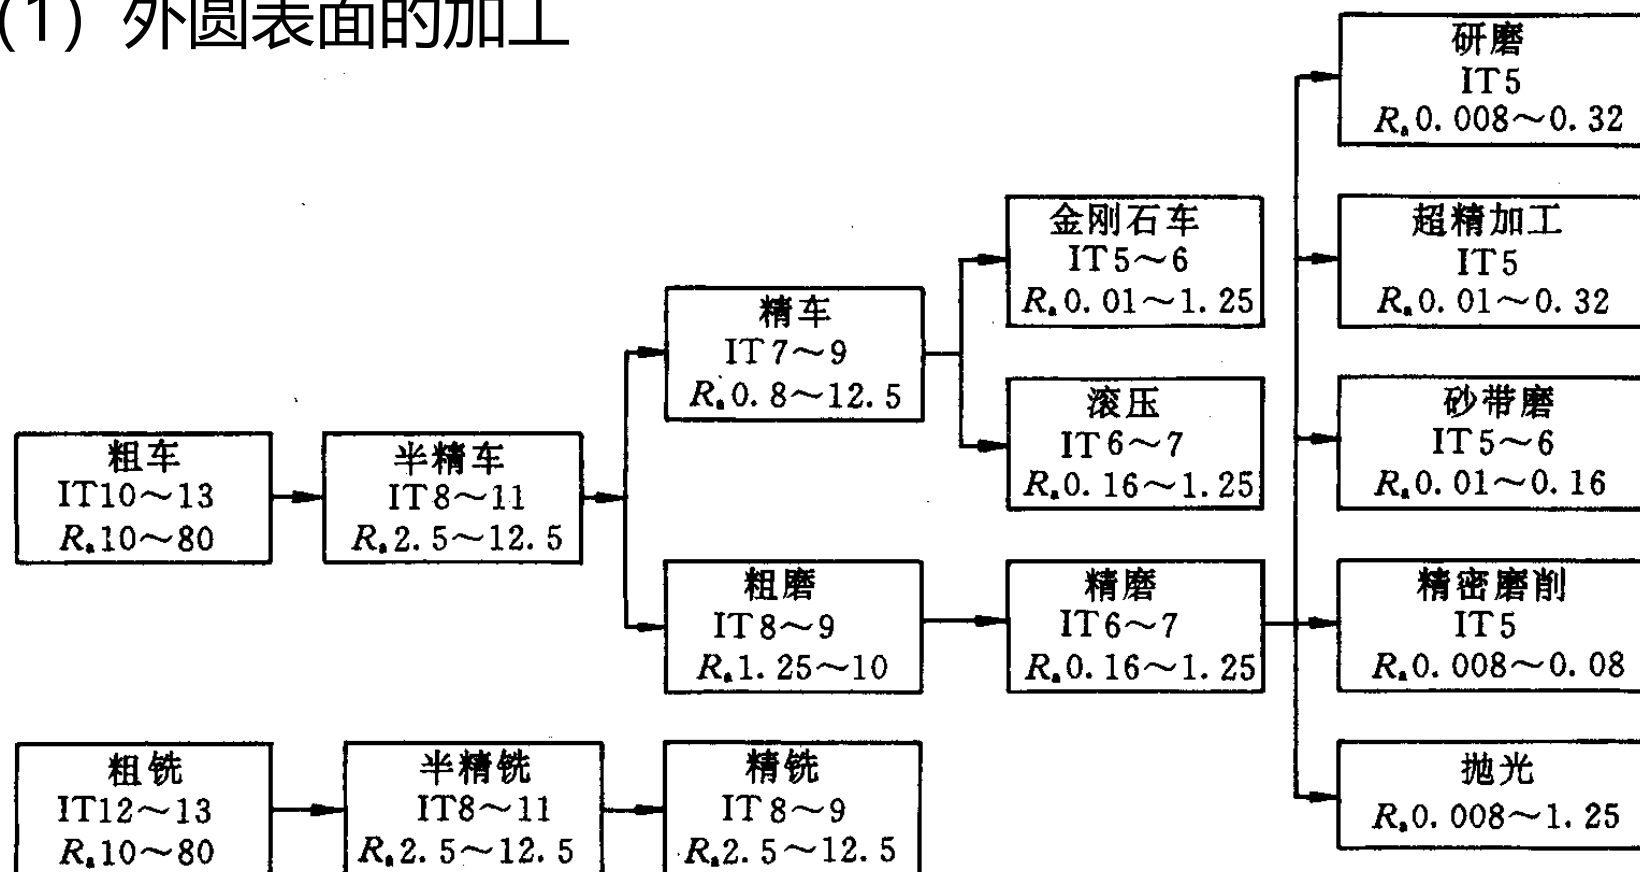 (1) 外圆表面的加工
研磨
IT5
Ra0.008～0.32
金刚石车
IT5～6
Ra0.01～1.25
超精加工
IT5
Ra0.01～0.32
精车
IT7～9
Ra0.8～12.5
滚压
IT6～7
Ra0.16～1.25
砂带磨
IT5～6
Ra0.01～0.16
粗车
IT10～13
Ra10～80
半精车
IT8～11
Ra2.5～12.5
粗磨
IT8～9
Ra1.25～10
精磨
IT6～7
Ra0.16～1.25
精密磨削
IT5
Ra0.008～0.08
粗铣
IT12～13
Ra10～80
半精铣
IT8～11
Ra2.5～12.5
精铣
IT8～9
Ra2.5～12.5
抛光
Ra0.008～1.25